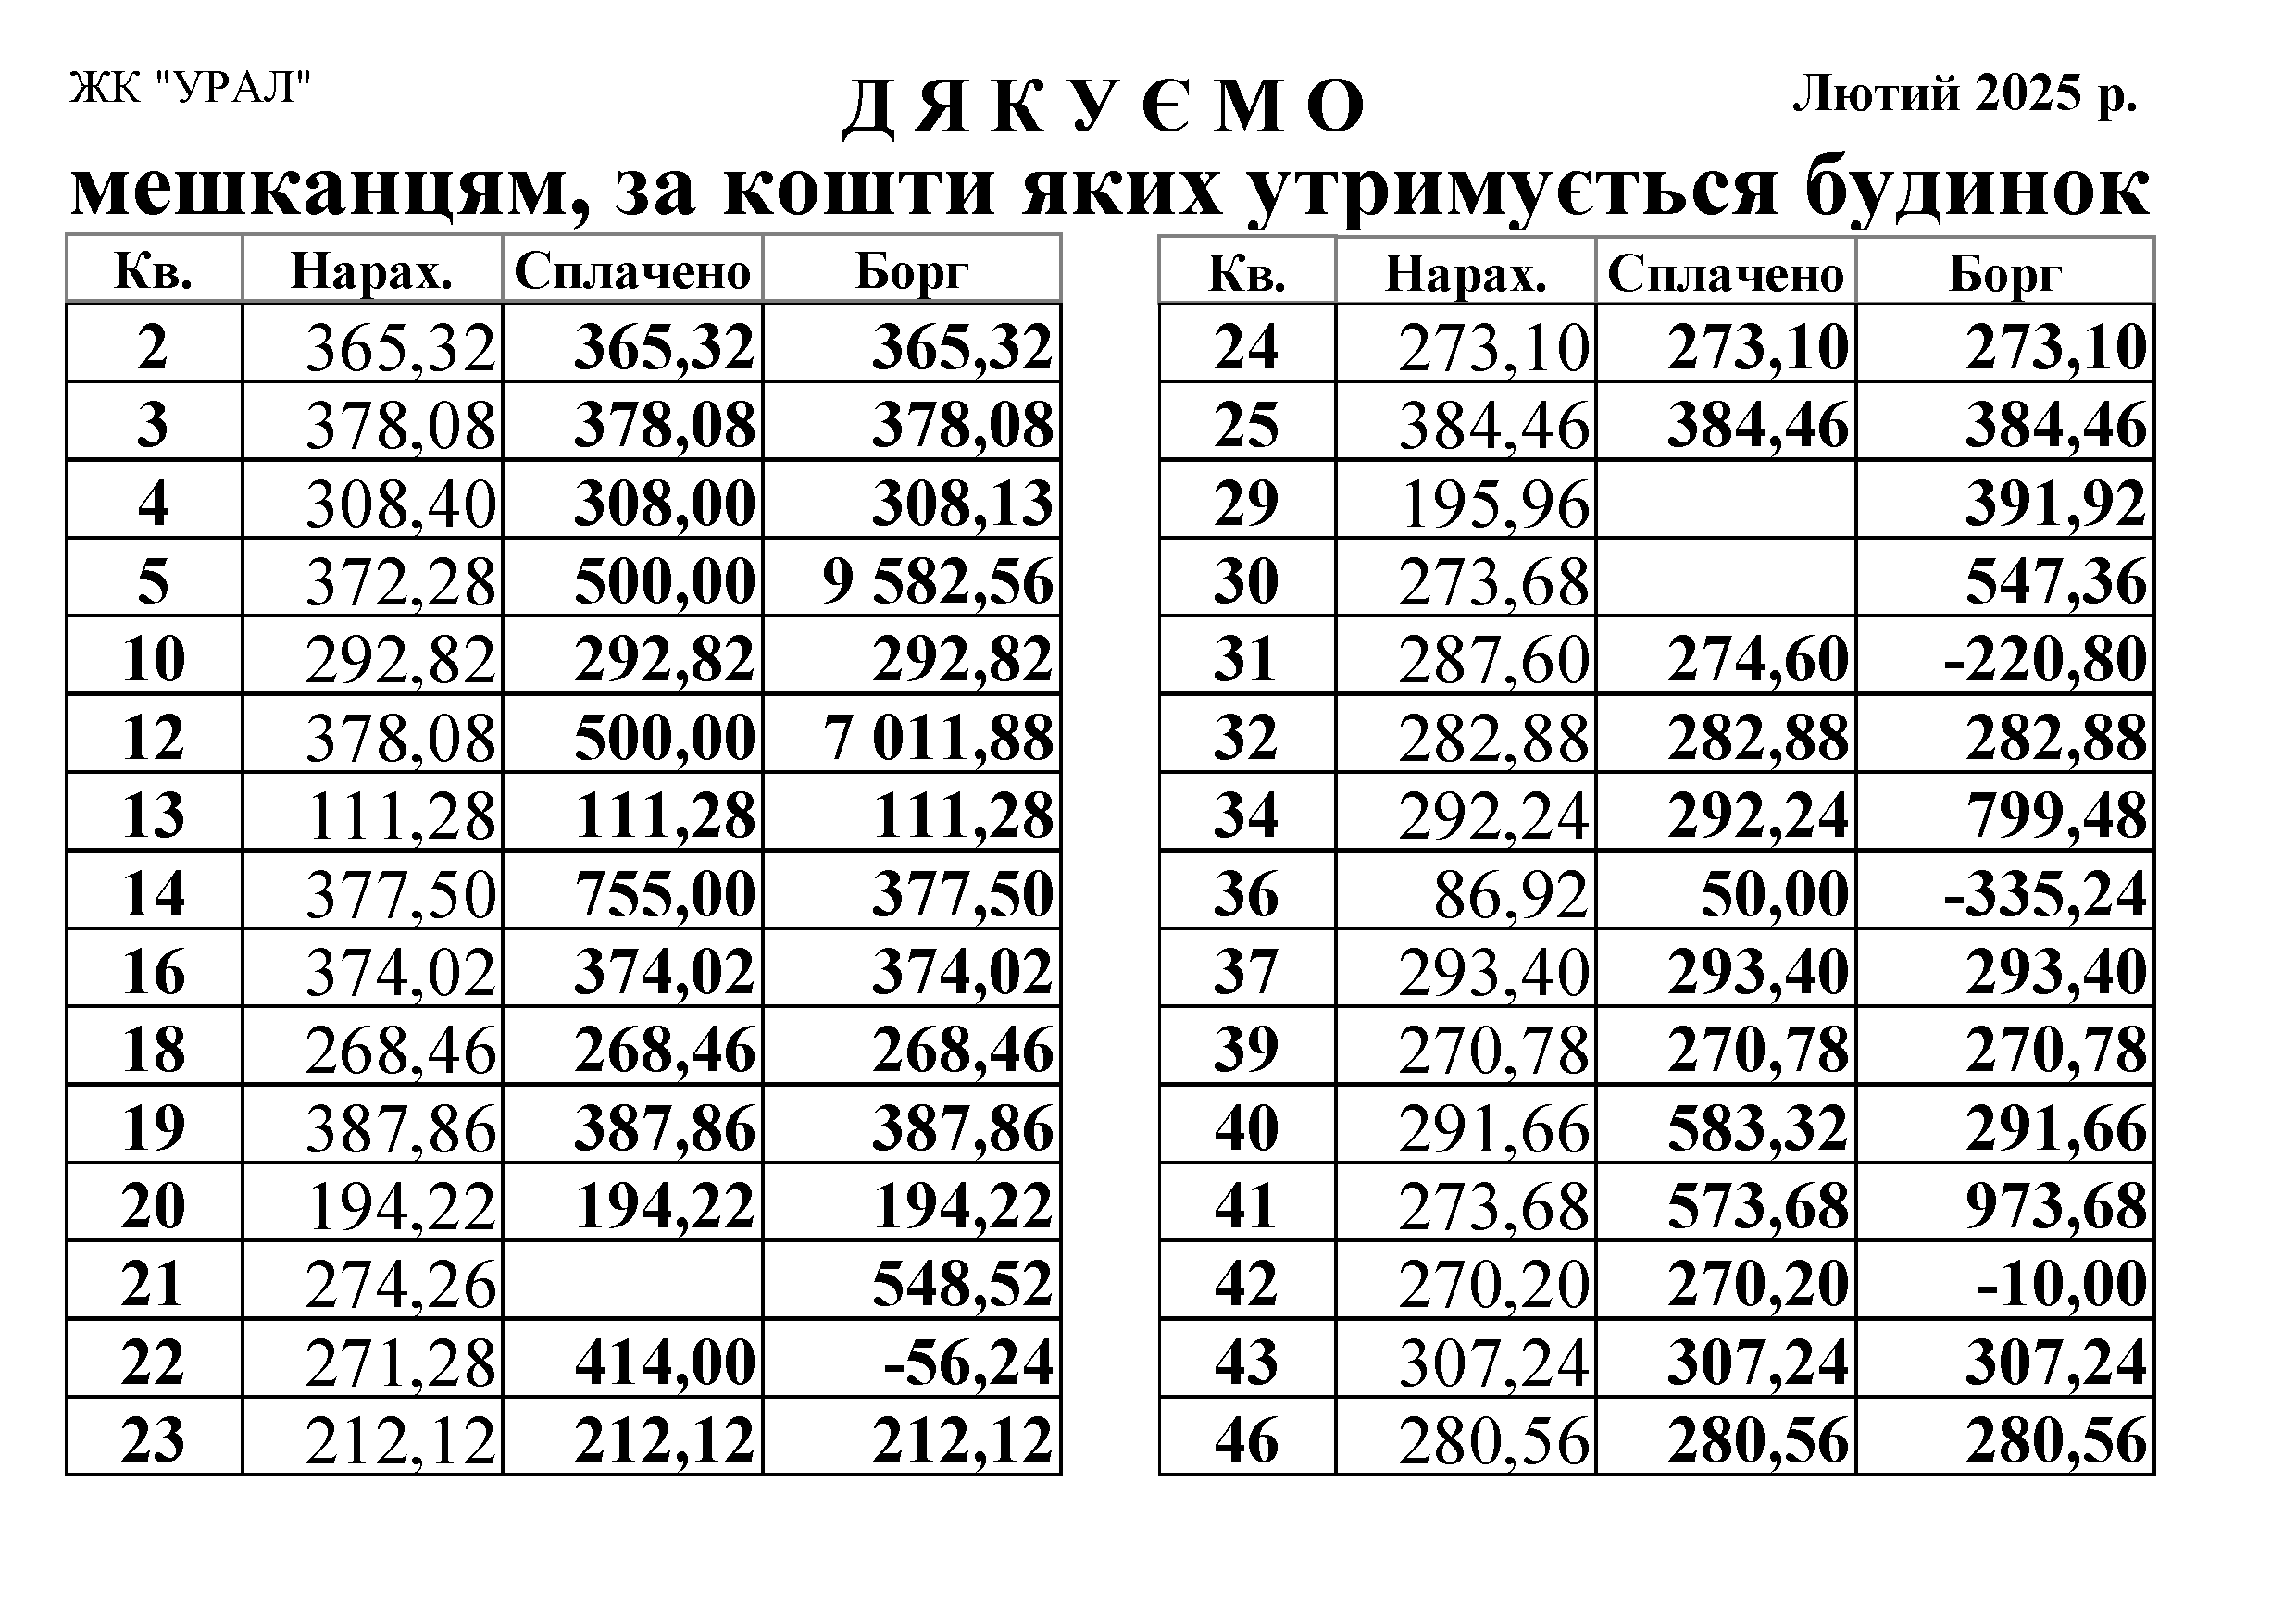 ЖК "УРАЛ"
Д Я К У Є М О
Лютий 2025 р.
мешканцям, за кошти яких утримується будинок
Кв. Нарах. Сплачено Борг
2 365,32 365,32 365,32
3 378,08 378,08 378,08
4 308,40 308,00 308,13
5 372,28 500,00 9 582,56
10 292,82 292,82 292,82
12 378,08 500,00 7 011,88
13 111,28 111,28 111,28
14 377,50 755,00 377,50
16 374,02 374,02 374,02
18 268,46 268,46 268,46
19 387,86 387,86 387,86
20 194,22 194,22 194,22
21 274,26 548,52
22 271,28 414,00 -56,24
23 212,12 212,12 212,12
Кв. Нарах. Сплачено Борг
24 273,10 273,10 273,10
25 384,46 384,46 384,46
29 195,96 391,92
30 273,68 547,36
31 287,60 274,60 -220,80
32 282,88 282,88 282,88
34 292,24 292,24 799,48
36 86,92 50,00 -335,24
37 293,40 293,40 293,40
39 270,78 270,78 270,78
40 291,66 583,32 291,66
41 273,68 573,68 973,68
42 270,20 270,20 -10,00
43 307,24 307,24 307,24
46 280,56 280,56 280,56